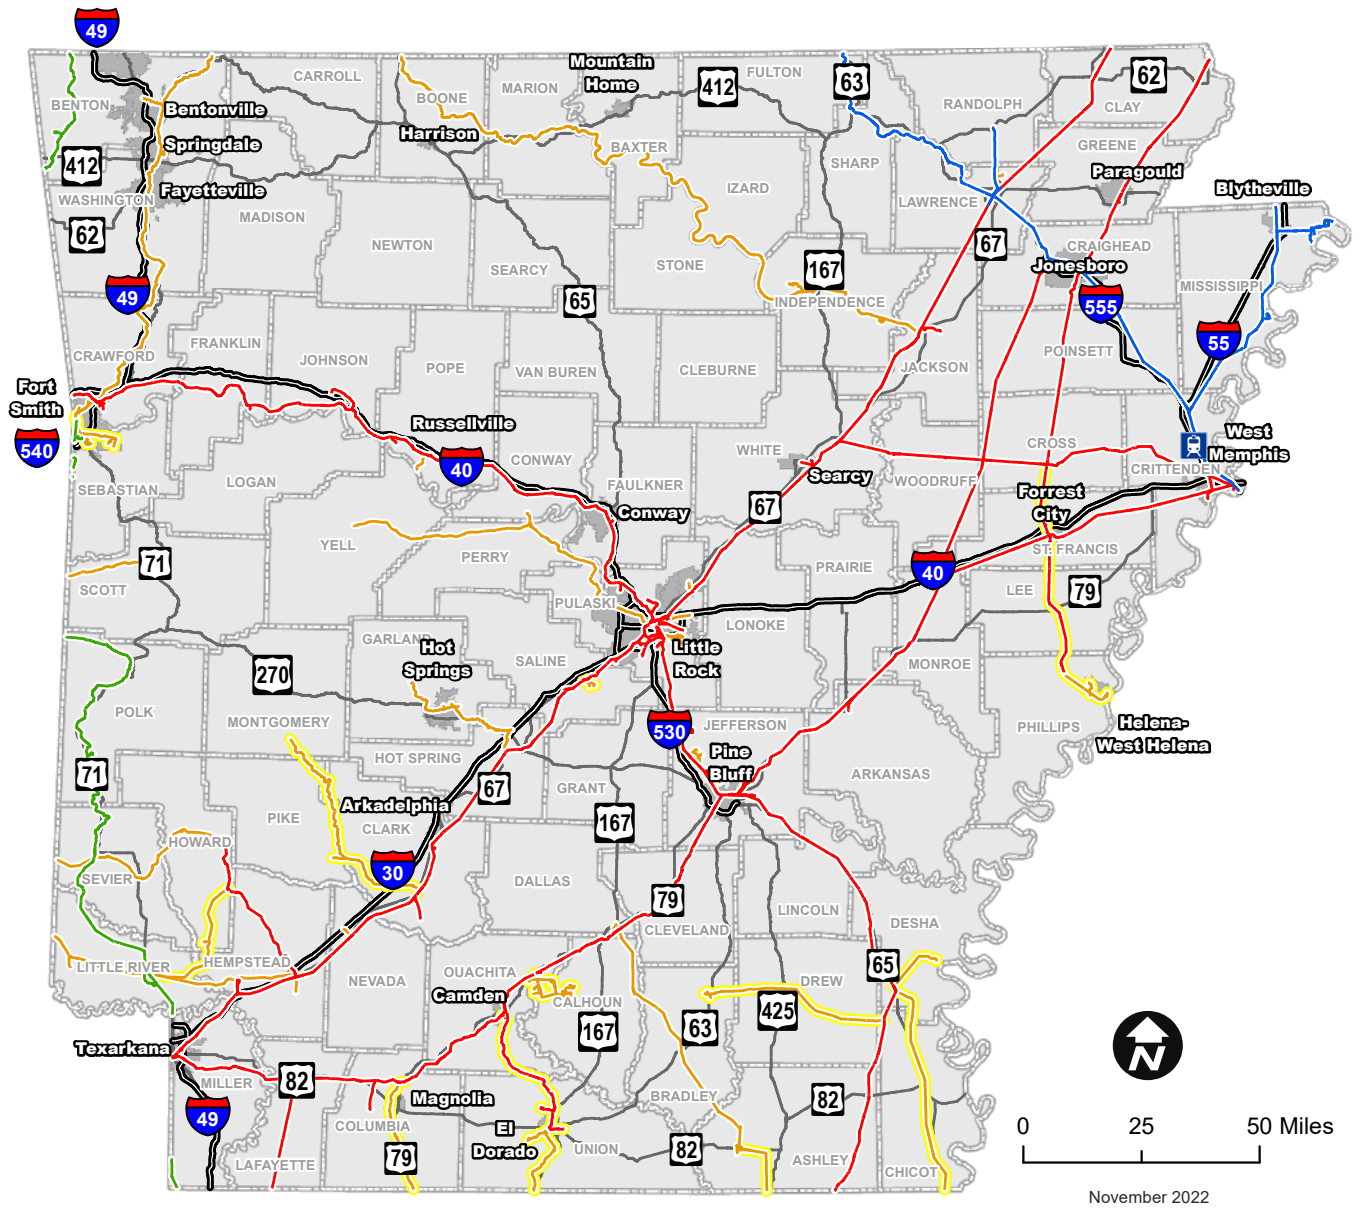 49
Mountain
Home
CARROLL
BOONE
MARION
FULTON
412
63
62
RANDOLPH
CLAY
BENTON
Bentonville
Harrison
BAXTER
SHARP
GREENE
Springdale
412
WASHINGTON
Fayetteville
IZARD
LAWRENCE
Paragould
Blytheville
MADISON
62
NEWTON
SEARCY
STONE
167
67
CRAIGHEAD
Jonesboro
MISSISSIPPI
49
65
INDEPENDENCE
555
55
CRAWFORD
FRANKLIN
JOHNSON
POPE
VAN BUREN
CLEBURNE
JACKSON
POINSETT
Fort
Smith
540
Russellville
40
CONWAY
WHITE
CROSS
West
Memphis
CRITTENDEN
SEBASTIAN
LOGAN
FAULKNER
Searcy
WOODRUFF
Forrest
City
Conway
67
YELL
PERRY
71
SCOTT
PULASKI
PRAIRIE
40
ST. FRANCIS
LEE
79
LONOKE
GARLAND
Hot
Springs
SALINE
Little
Rock
MONROE
270
POLK
MONTGOMERY
530
JEFFERSON
PHILLIPS
Helena-
West Helena
HOT SPRING
Pine
Bluff
71
67
GRANT
ARKANSAS
PIKE
Arkadelphia
CLARK
167
HOWARD
30
SEVIER
DALLAS
79
LINCOLN
CLEVELAND
DESHA
LITTLE RIVER
HEMPSTEAD
NEVADA
OUACHITA
65
DREW
Camden
CALHOUN
167
63
425
Texarkana
MILLER
82
Magnolia
BRADLEY
82
49
COLUMBIA
El
Dorado
UNION
82
79
LAFAYETTE
ASHLEY
CHICOT
N
0 25 50 Miles
November 2022